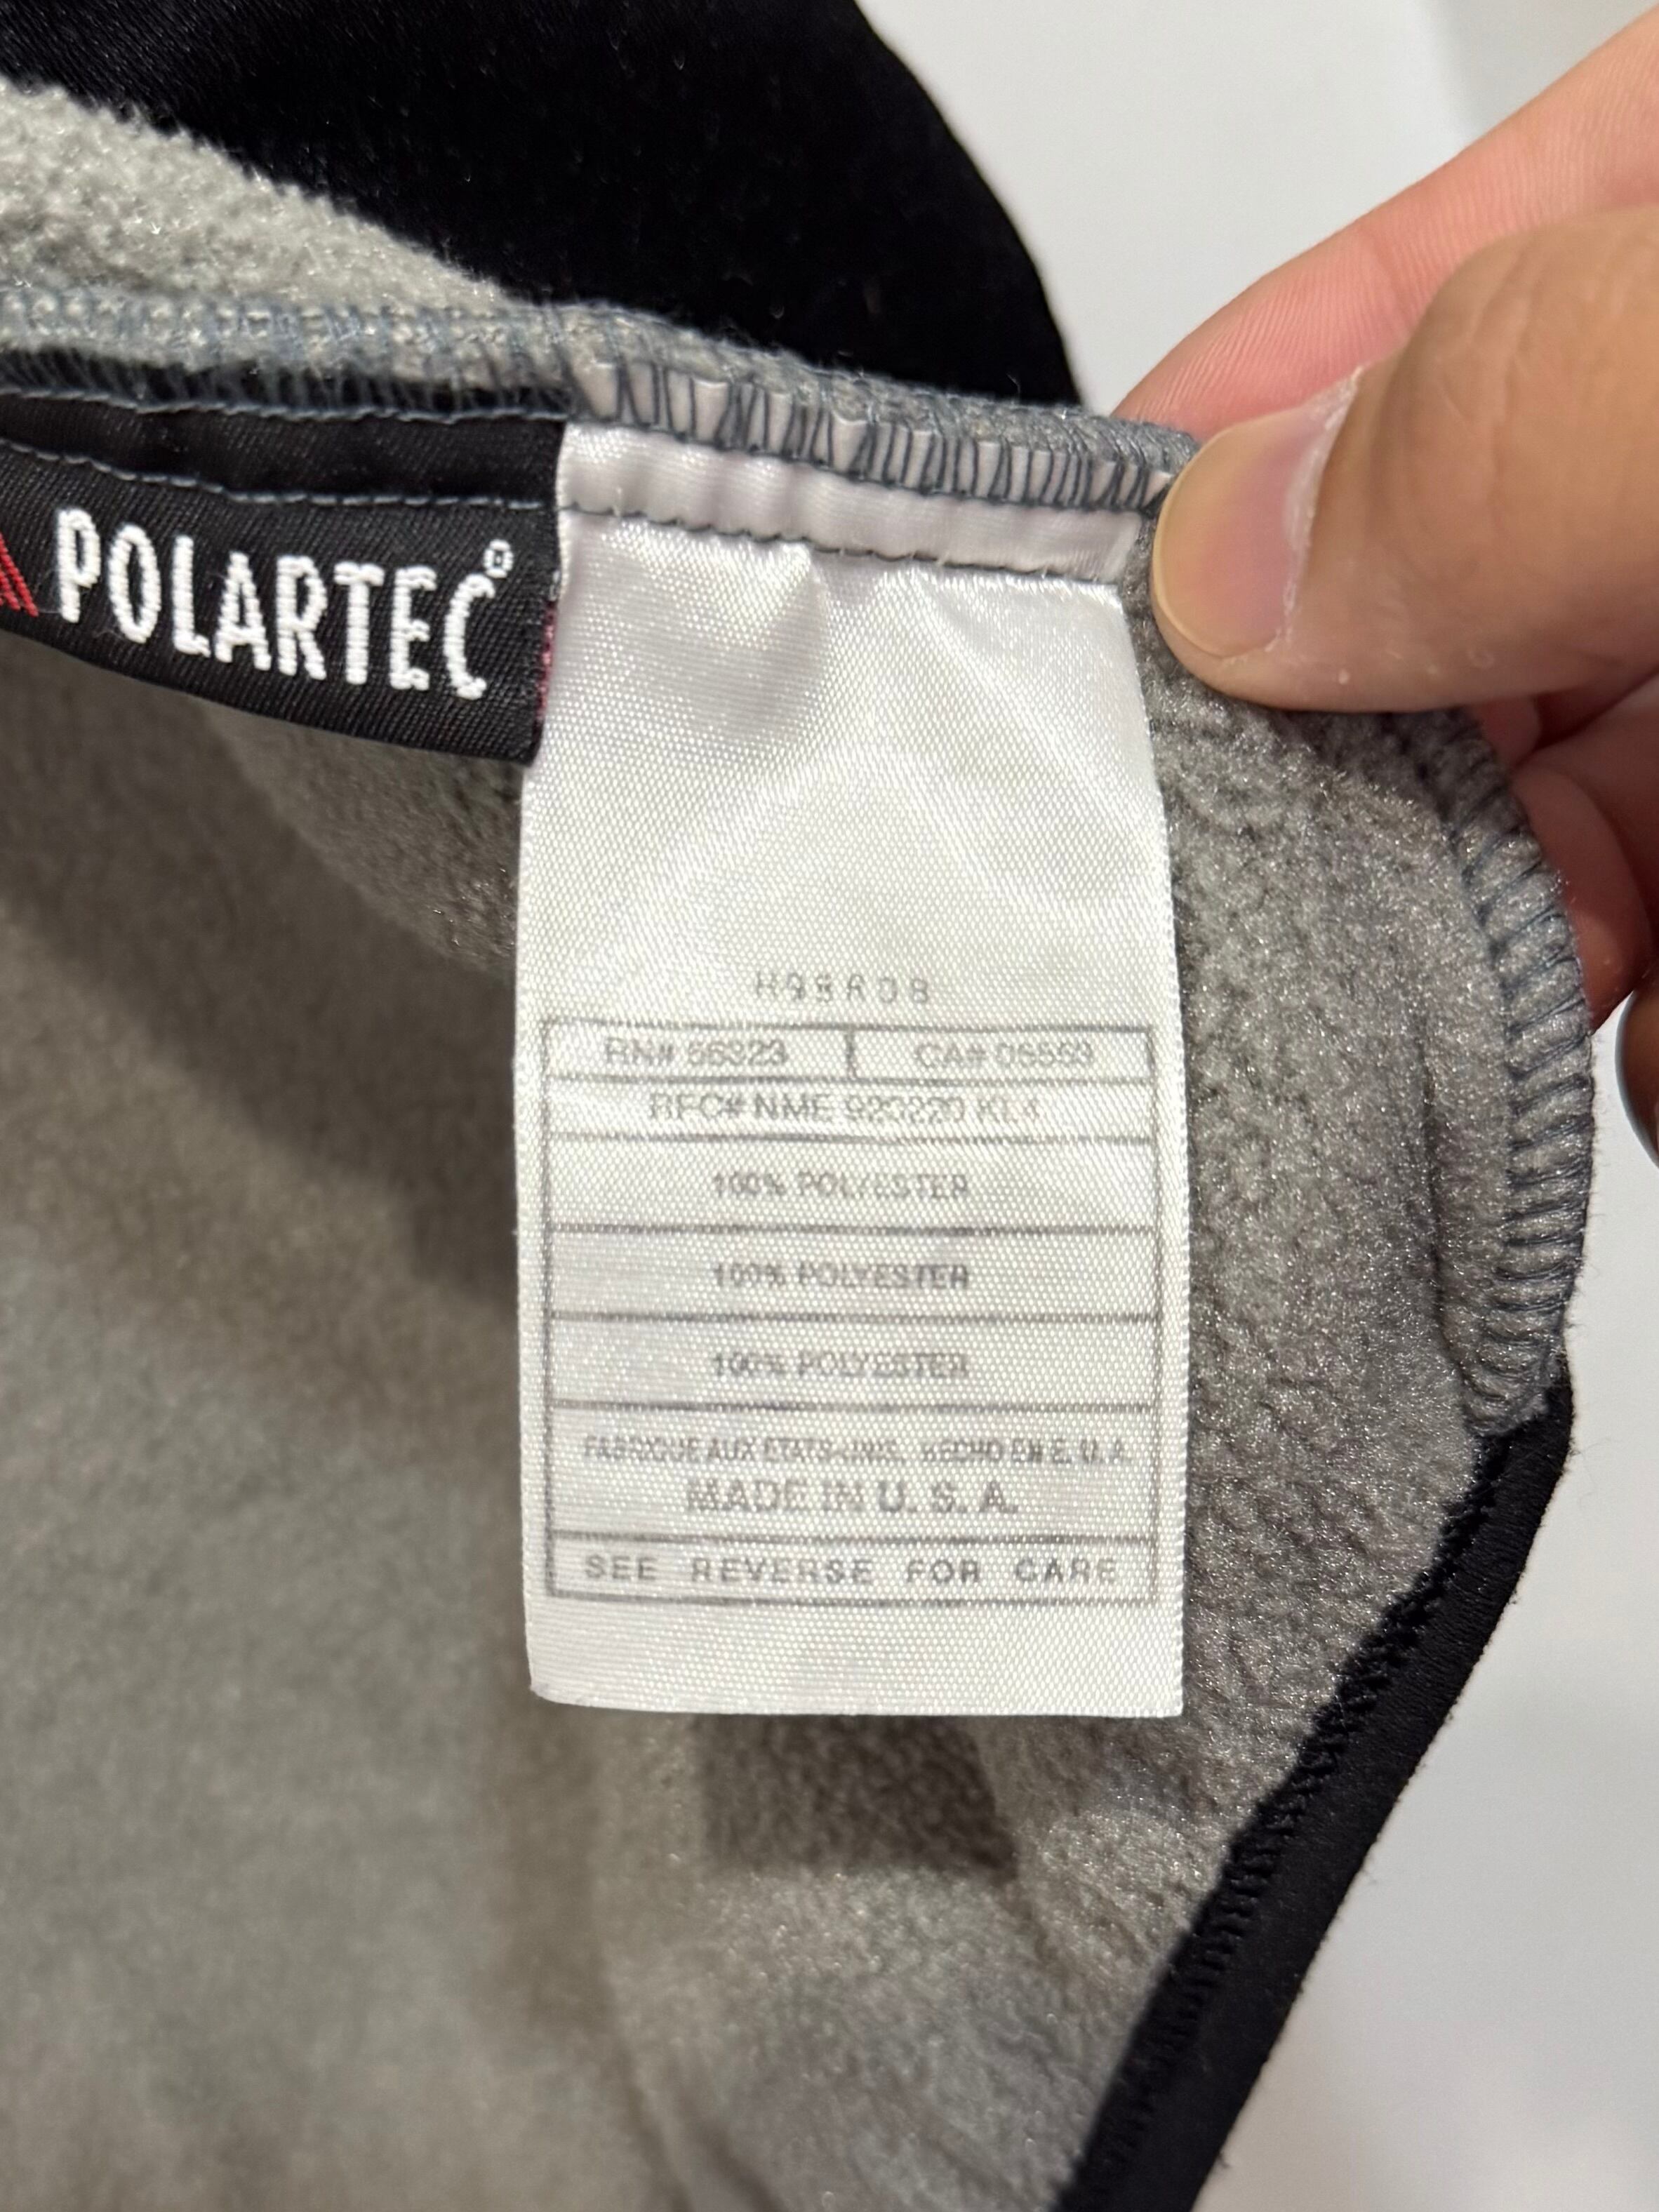 POLARTEC®
H99R0B
RN# 56323 CA# 05553
RFC# NME 920220 KL4
100% POLYESTER
100% POLYESTER
100% POLYESTER
FABRIQUE AUX ETATS-UNIS. HECHO EN E. U. A.
MADE IN U. S. A.
SEE REVERSE FOR CARE